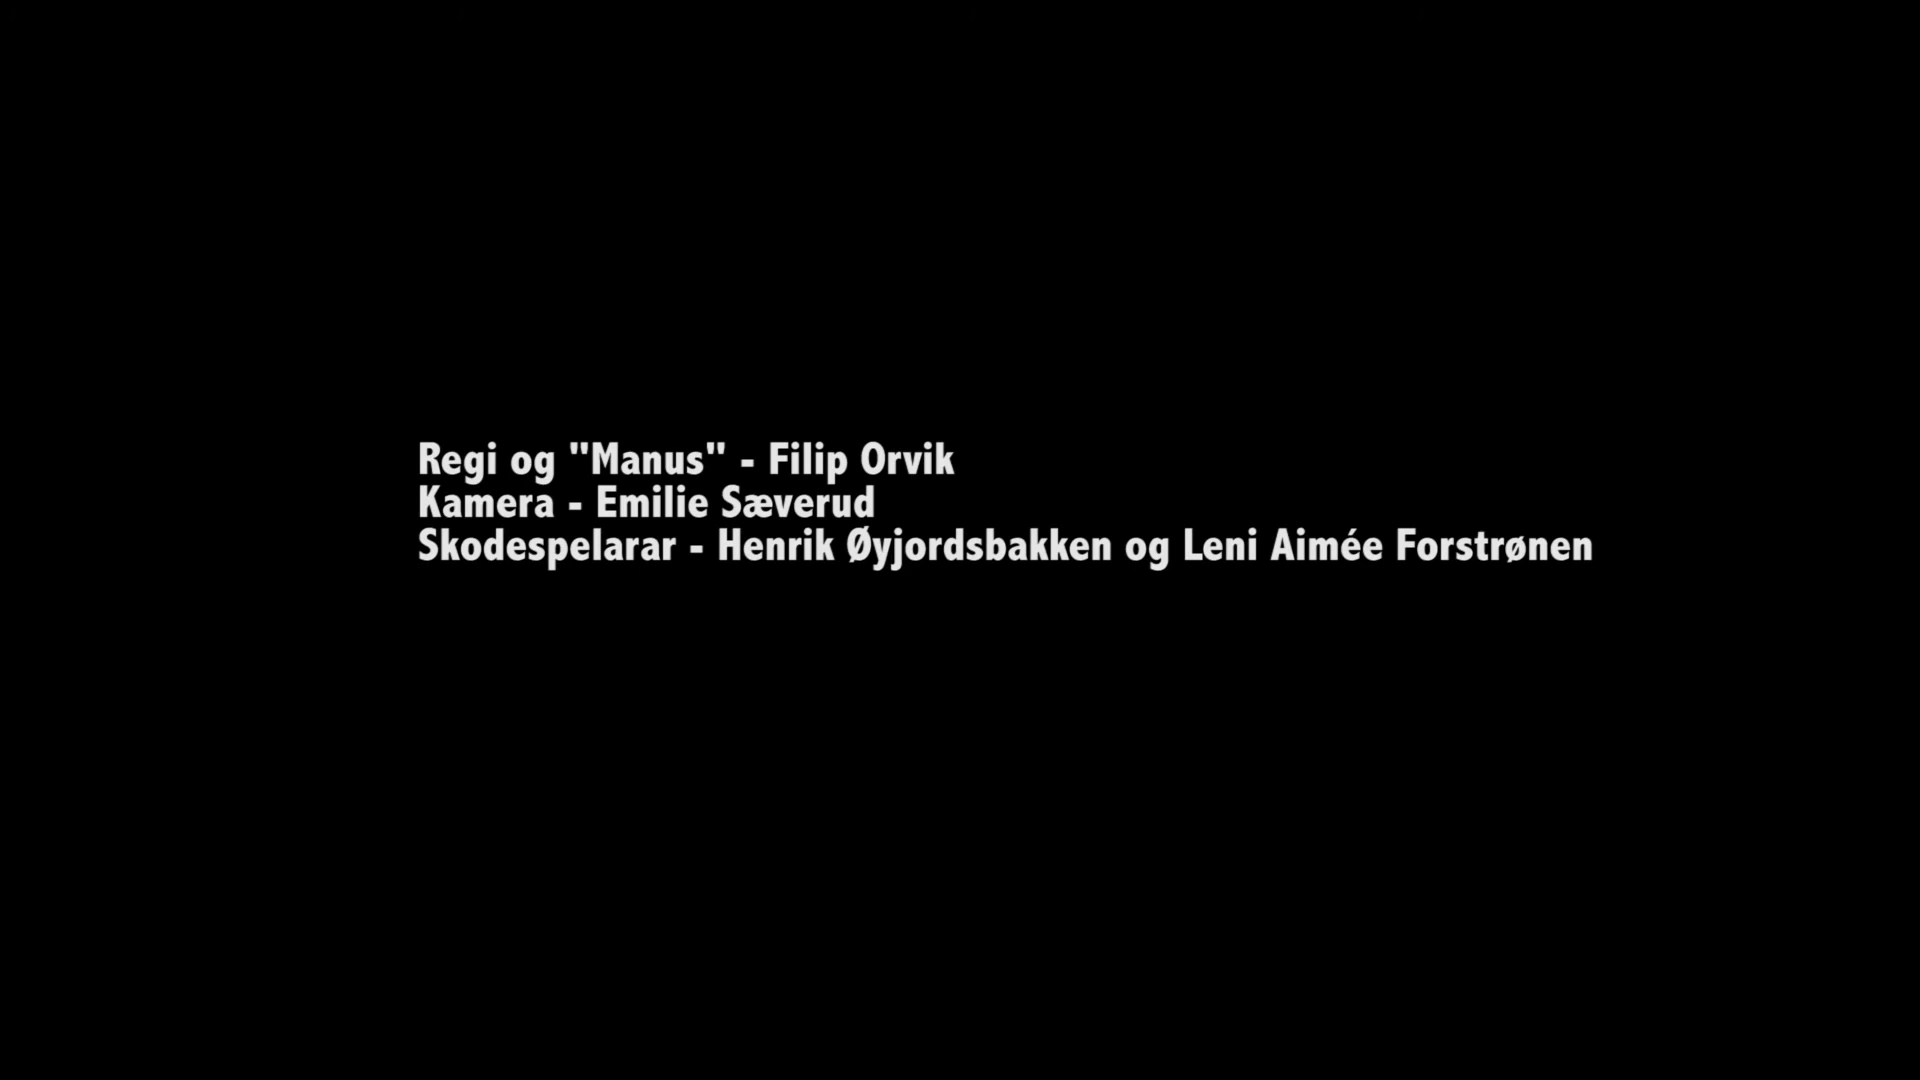 Regi og "Manus" - Filip Orvik
Kamera - Emilie Sæverud
Skodespelarar - Henrik Øyjordsbakken og Leni Aimée Forstrønen